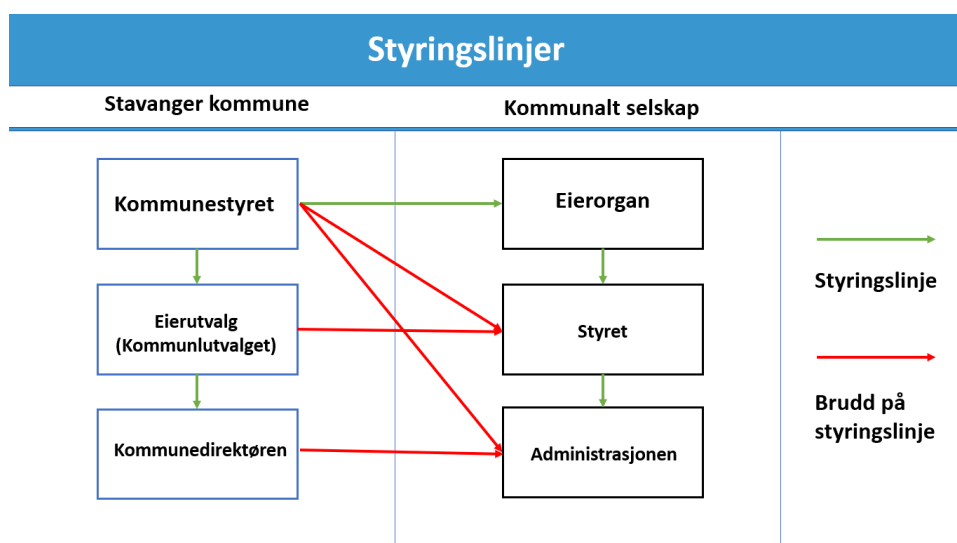 Styringslinjer
Stavanger kommune
Kommunalt selskap
Kommunestyret
Eierorgan
Styringslinje
Eierutvalg
(Kommunlutvalget)
Styret
Brudd på
styringslinje
Kommunedirektøren
Administrasjonen